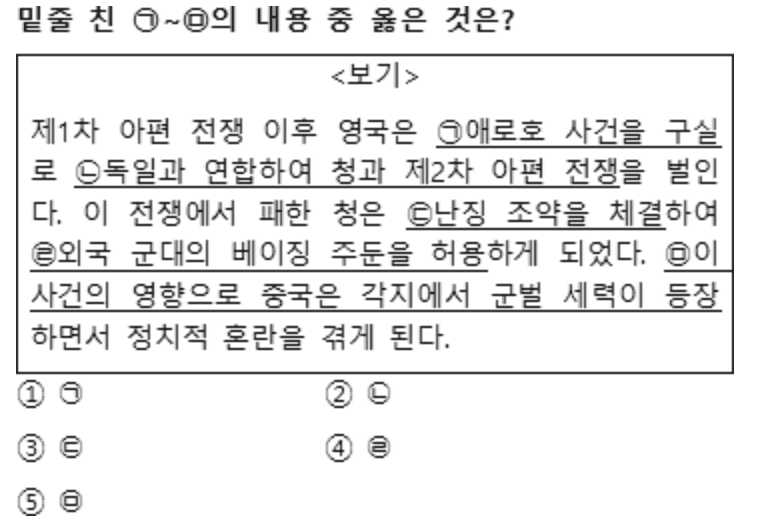 밑줄 친 ㉠~㉤의 내용 중 옳은 것은?
<보기>
제1차 아편 전쟁 이후 영국은 ㉠애로호 사건을 구실
로 ㉡독일과 연합하여 청과 제2차 아편 전쟁을 벌인
다. 이 전쟁에서 패한 청은 ㉢난징 조약을 체결하여
㉣외국 군대의 베이징 주둔을 허용하게 되었다. ㉤이
사건의 영향으로 중국은 각지에서 군벌 세력이 등장
하면서 정치적 혼란을 겪게 된다.
① ㉠ ② ㉡
③ ㉢ ④ ㉣
⑤ ㉤